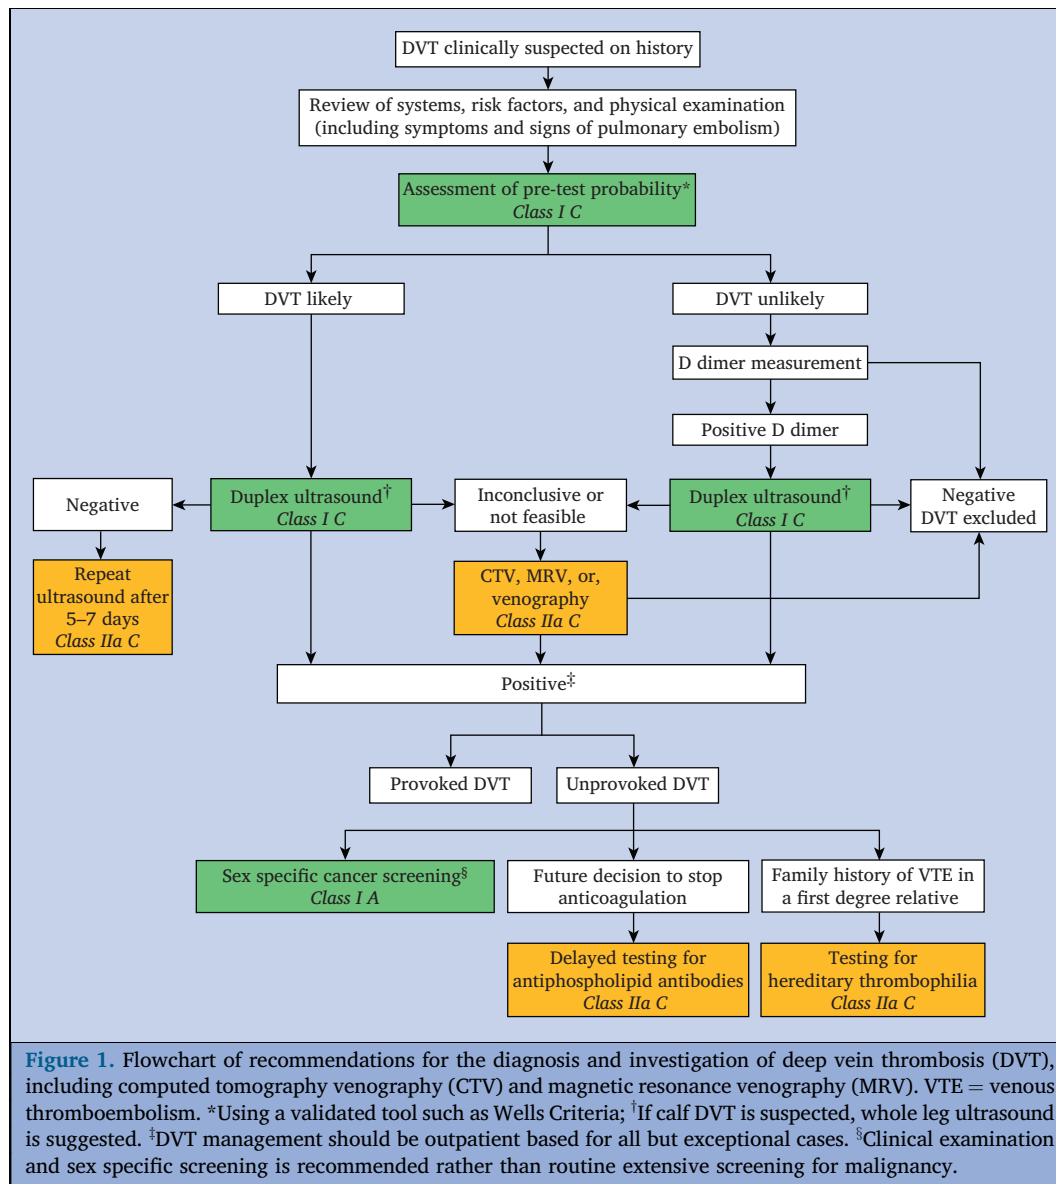 DVT clinically suspected on history
Review of systems, risk factors, and physical examination
(including symptoms and signs of pulmonary embolism)
Assessment of pre-test probability*
Class I C
DVT likely
DVT unlikely
D dimer measurement
Positive D dimer
Negative
Duplex ultrasound†
Class I C
Inconclusive or
not feasible
Duplex ultrasound†
Class I C
Negative
DVT excluded
Repeat
ultrasound after
5–7 days
Class IIa C
CTV, MRV, or,
venography
Class IIa C
Positive‡
Provoked DVT
Unprovoked DVT
Sex specific cancer screening§
Class I A
Future decision to stop
anticoagulation
Family history of VTE in
a first degree relative
Delayed testing for
antiphospholipid antibodies
Class IIa C
Testing for
hereditary thrombophilia
Class IIa C
Figure 1. Flowchart of recommendations for the diagnosis and investigation of deep vein thrombosis (DVT),
including computed tomography venography (CTV) and magnetic resonance venography (MRV). VTE = venous
thromboembolism. *Using a validated tool such as Wells Criteria; †If calf DVT is suspected, whole leg ultrasound
is suggested. ‡DVT management should be outpatient based for all but exceptional cases. §Clinical examination
and sex specific screening is recommended rather than routine extensive screening for malignancy.